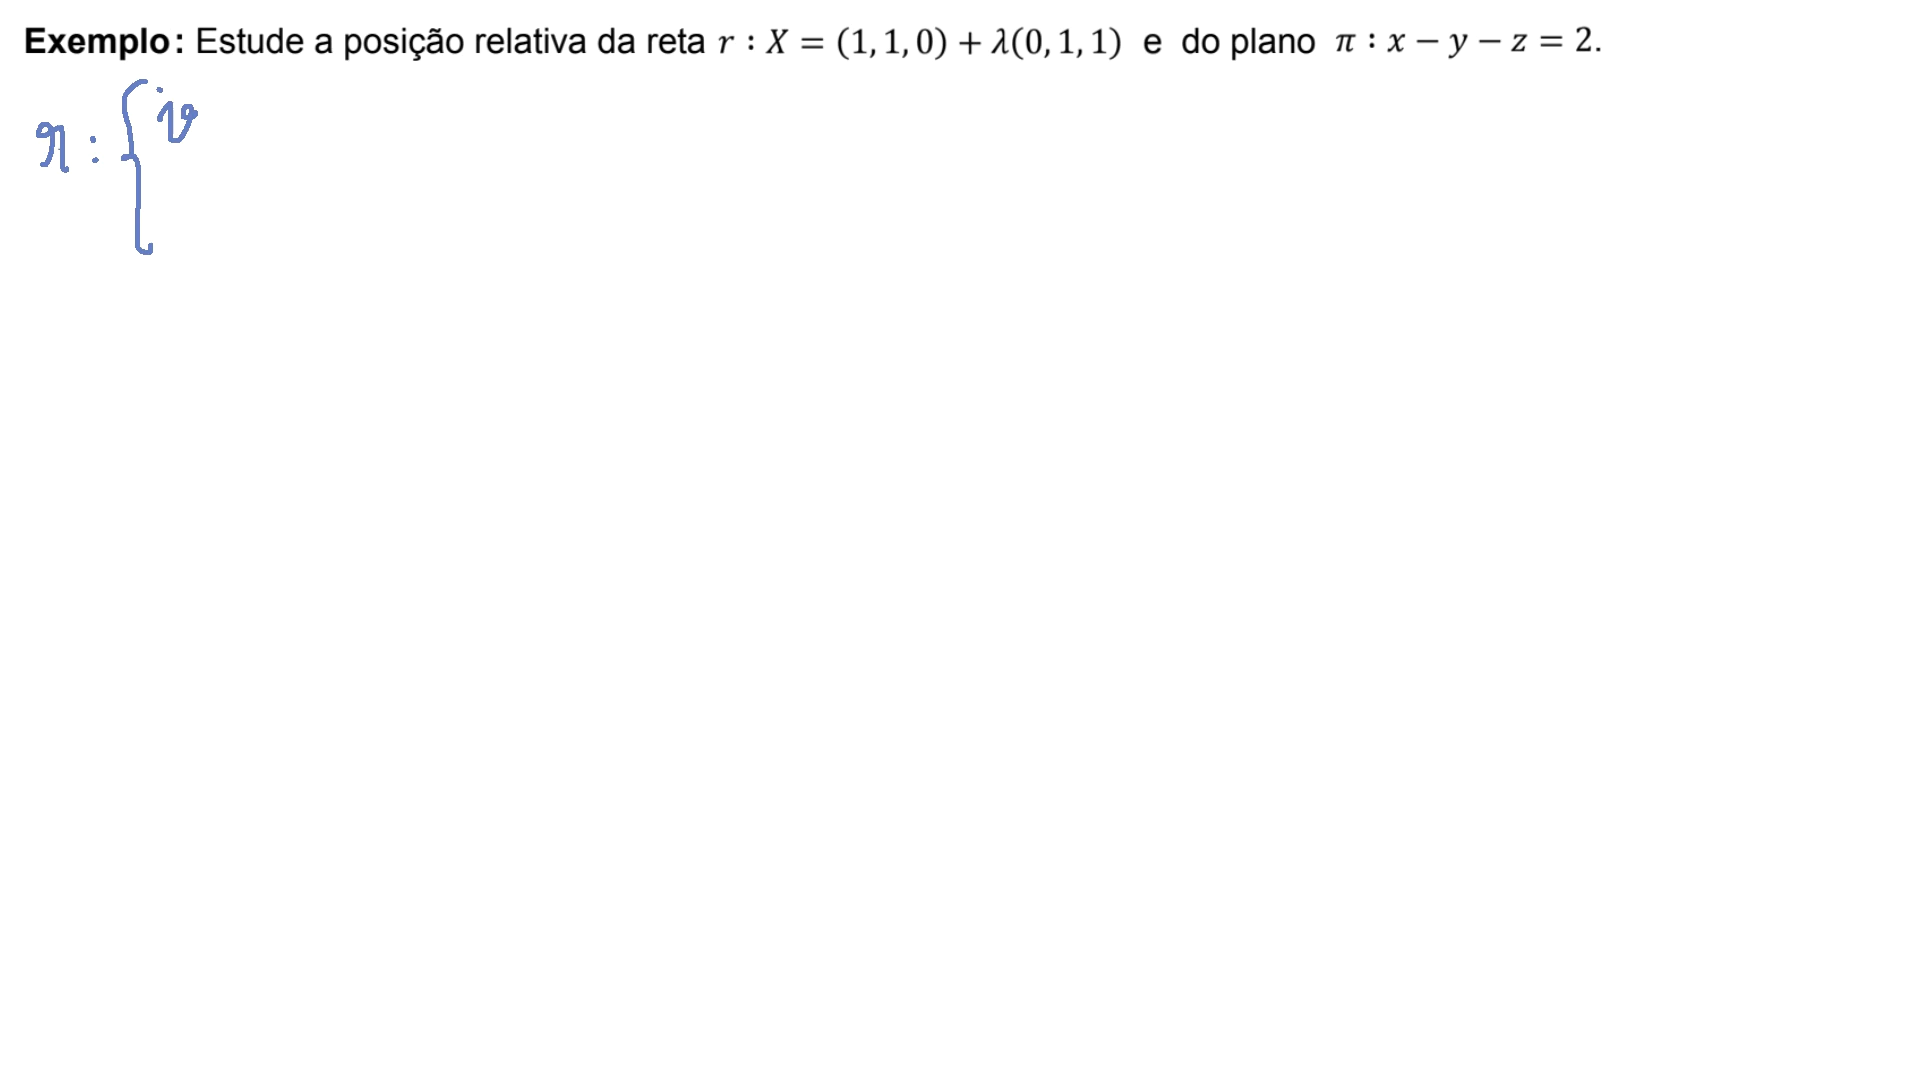 Exemplo: Estude a posição relativa da reta r : X = (1, 1, 0) + λ(0, 1, 1) e do plano π : x − y − z = 2.
r : {